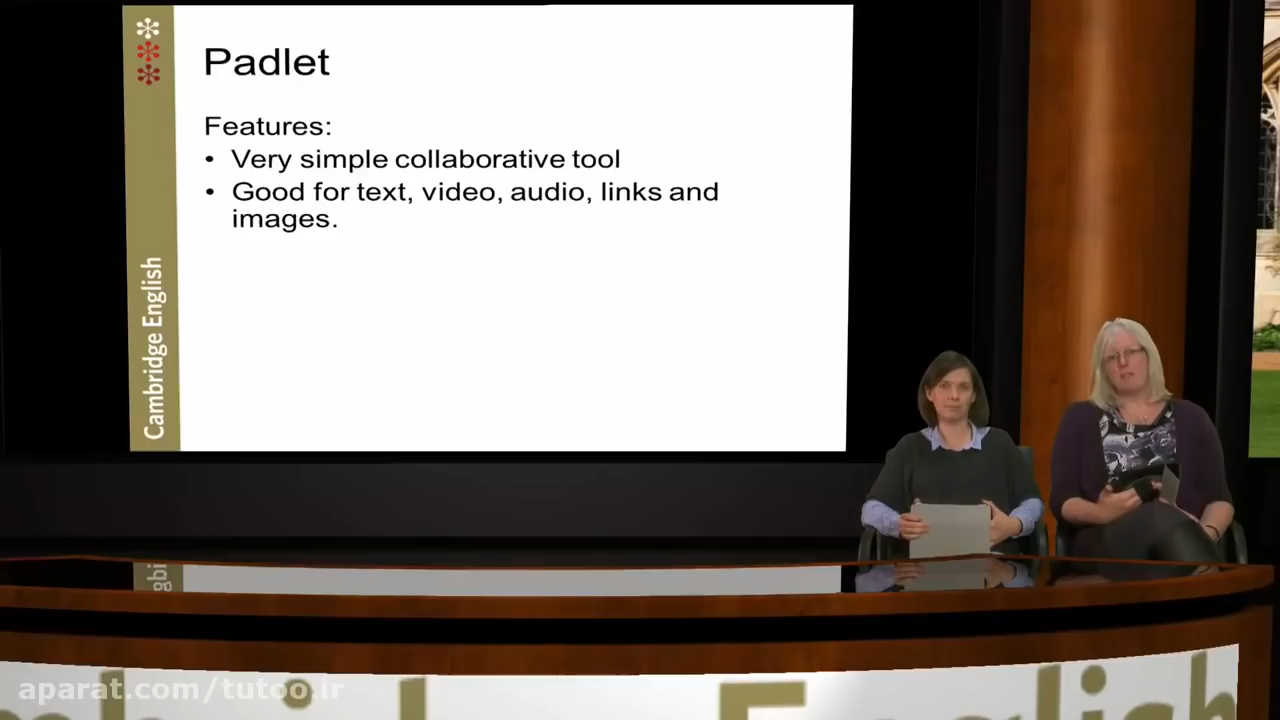 Padlet
Features:
• Very simple collaborative tool
• Good for text, video, audio, links and
images.
Cambridge English
aparat.com/tutoo.ir
English